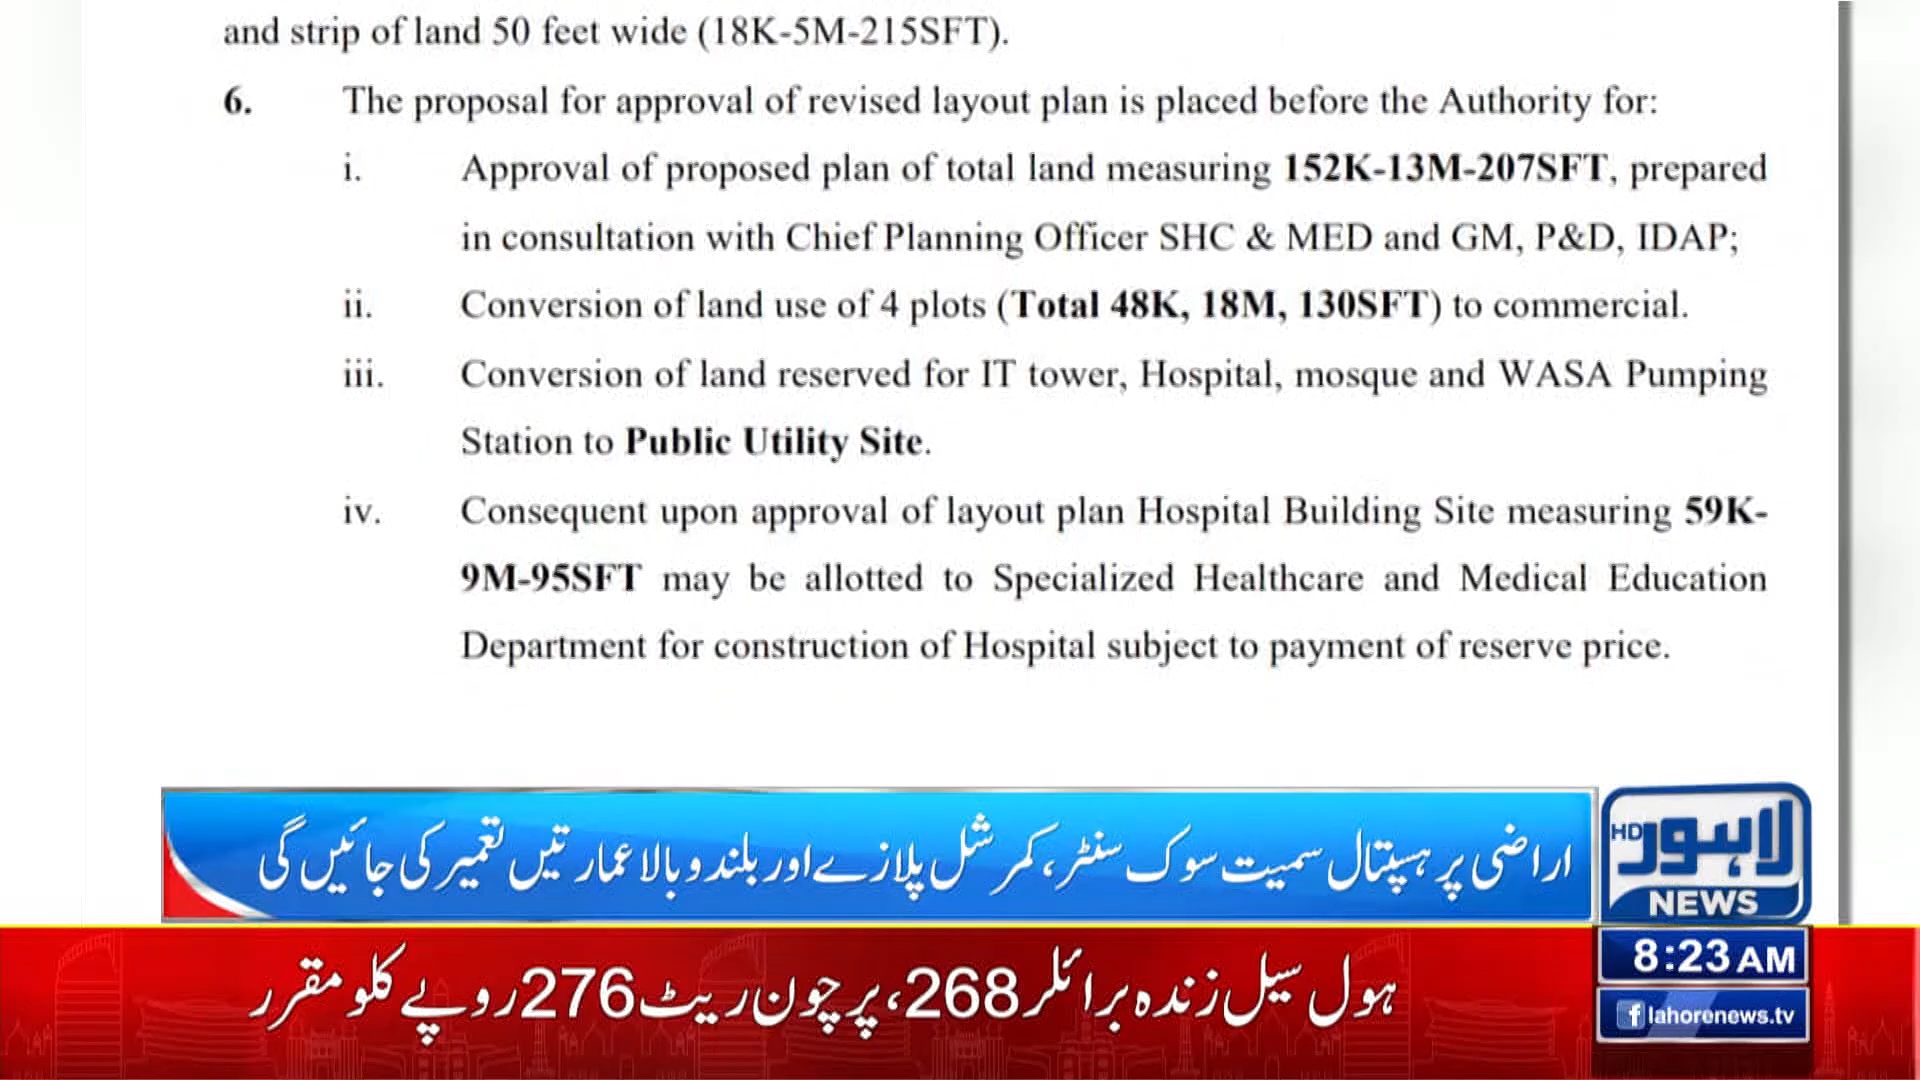 and strip of land 50 feet wide (18K-5M-215SFT).
6. The proposal for approval of revised layout plan is placed before the Authority for:
i. Approval of proposed plan of total land measuring 152K-13M-207SFT, prepared
in consultation with Chief Planning Officer SHC & MED and GM, P&D, IDAP;
ii. Conversion of land use of 4 plots (Total 48K, 18M, 130SFT) to commercial.
iii. Conversion of land reserved for IT tower, Hospital, mosque and WASA Pumping
Station to Public Utility Site.
iv. Consequent upon approval of layout plan Hospital Building Site measuring 59K-
9M-95SFT may be allotted to Specialized Healthcare and Medical Education
Department for construction of Hospital subject to payment of reserve price.
اراضی پر ہسپتال سمیت سوک سنٹر، کمرشل پلازے اور بلند و بالا عمارتیں تعمیر کی جائیں گی
لاہور HD
NEWS
ہول سیل زندہ برائلر 268، پرچون ریٹ 276 روپے کلو مقرر
8:23 AM
lahorenews.tv